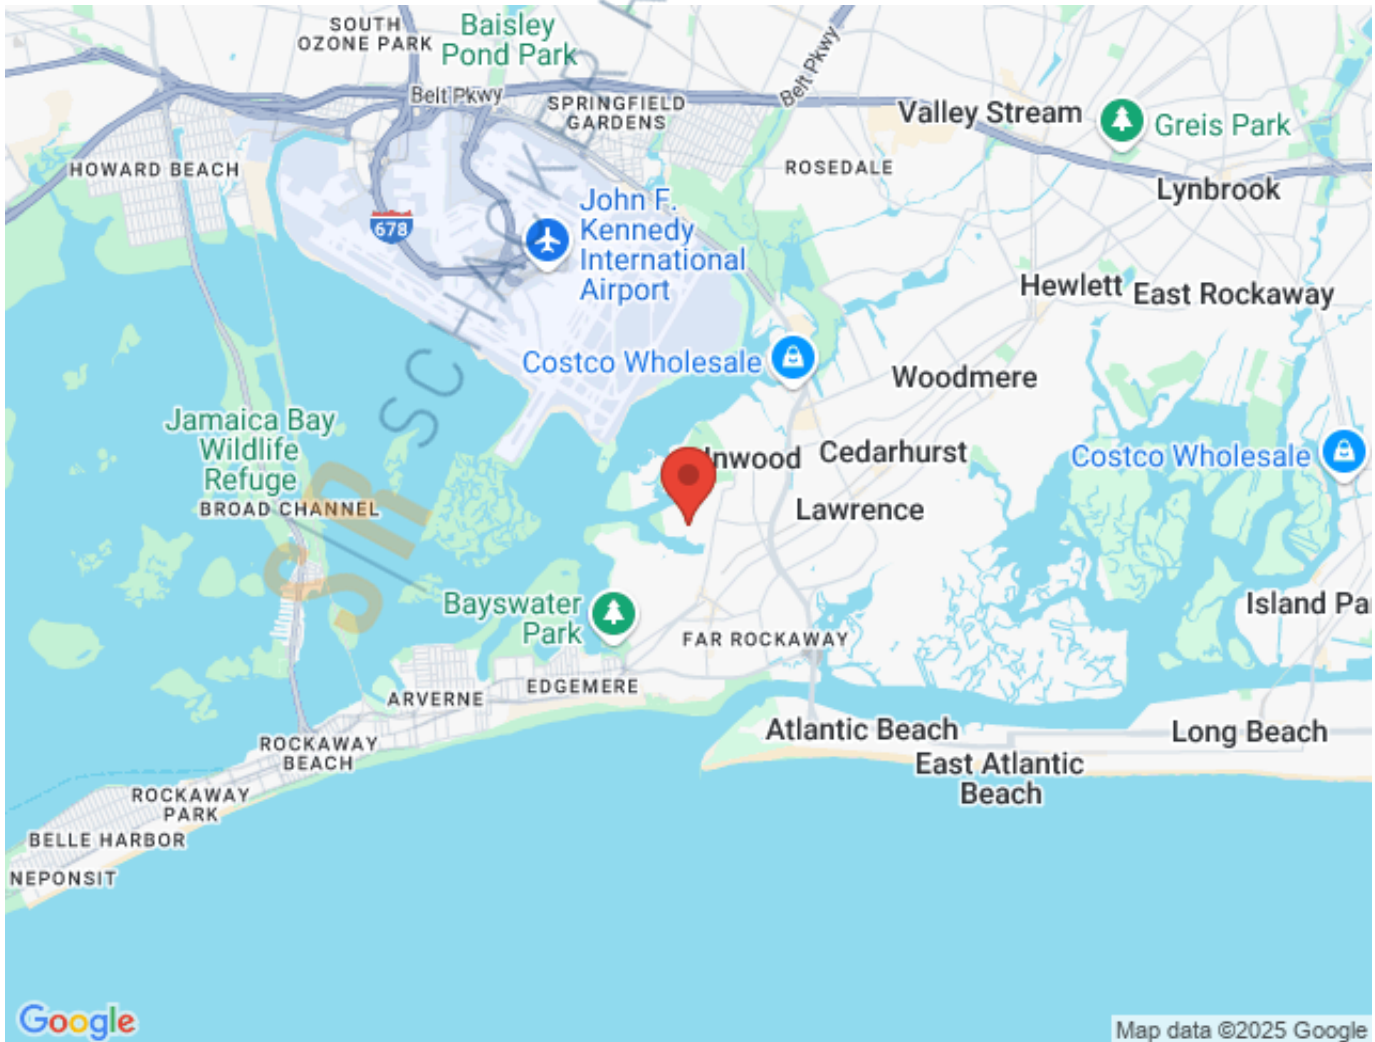 SOUTH
OZONE PARK
Baisley
Pond Park
Belt Pkwy
Belt Pkwy
SPRINGFIELD
GARDENS
Valley Stream
Greis Park
HOWARD BEACH
ROSEDALE
Lynbrook
678
John F.
Kennedy
International
Airport
Hewlett
East Rockaway
Costco Wholesale
Woodmere
Jamaica Bay
Wildlife
Refuge
BROAD CHANNEL
Inwood
Cedarhurst
Costco Wholesale
Lawrence
SIR
SCHACK
Bayswater
Park
Island Pa
FAR ROCKAWAY
EDGEMERE
ARVERNE
Atlantic Beach
Long Beach
ROCKAWAY
BEACH
East Atlantic
Beach
ROCKAWAY
PARK
BELLE HARBOR
NEPONSIT
Google
Map data ©2025 Google